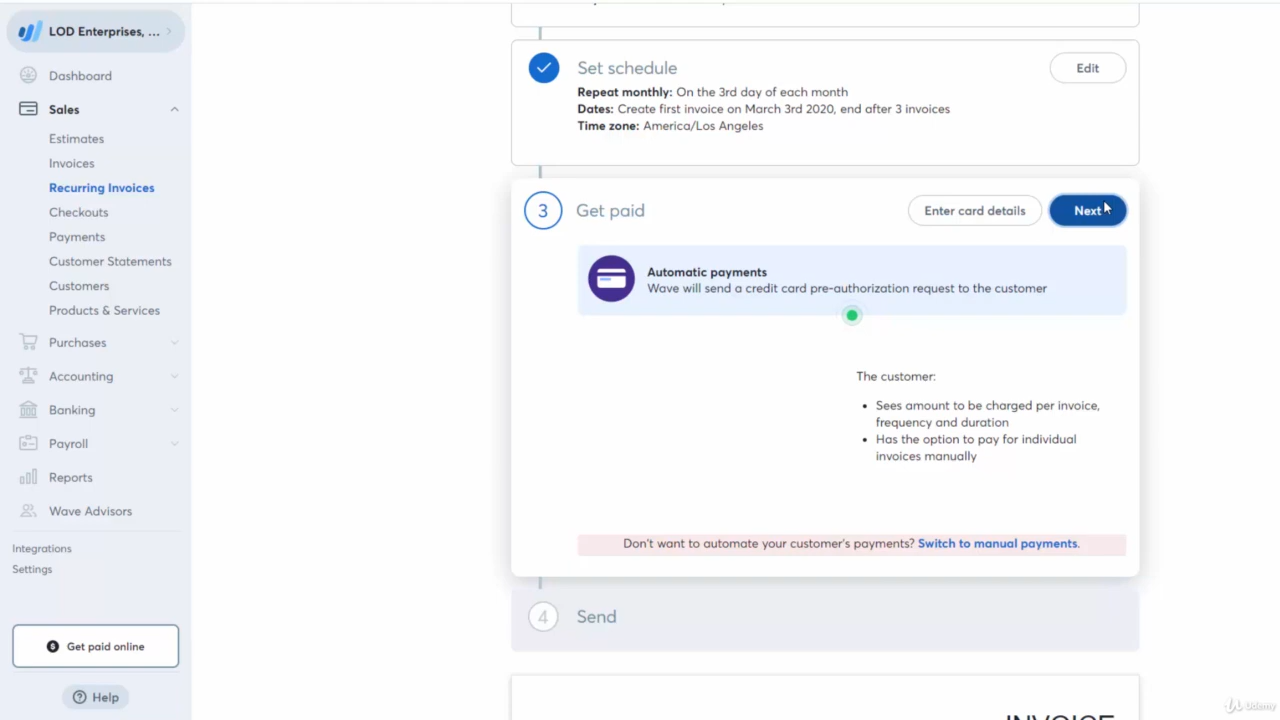 LOD Enterprises, ...
Dashboard
Sales
Estimates
Invoices
Recurring Invoices
Checkouts
Payments
Customer Statements
Customers
Products & Services
Purchases
Accounting
Banking
Payroll
Reports
Wave Advisors
Integrations
Settings
$ Get paid online
? Help
Set schedule
Edit
Repeat monthly: On the 3rd day of each month
Dates: Create first invoice on March 3rd 2020, end after 3 invoices
Time zone: America/Los Angeles
3 Get paid
Enter card details
Next
Automatic payments
Wave will send a credit card pre-authorization request to the customer
The customer:
• Sees amount to be charged per invoice,
frequency and duration
• Has the option to pay for individual
invoices manually
Don't want to automate your customer's payments? Switch to manual payments.
4 Send
INVOICE
Udemy